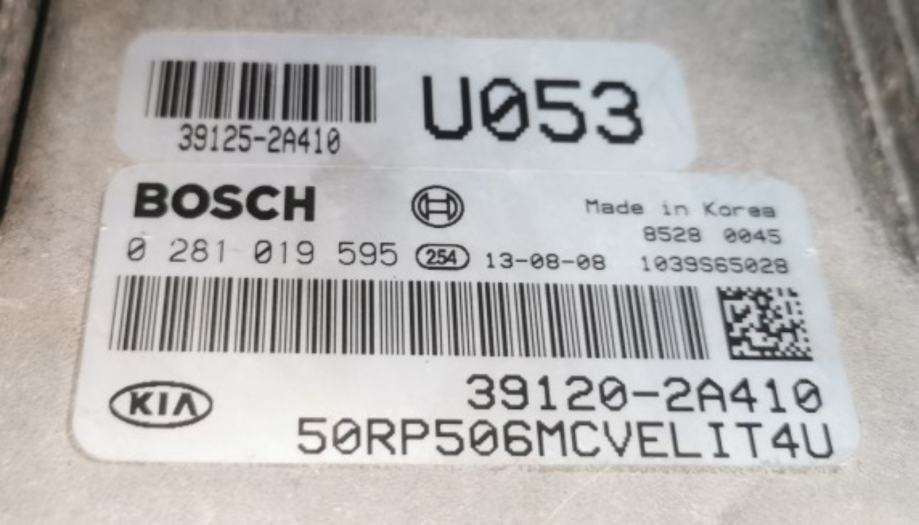 39125-2A410
U053
BOSCH
Made in Korea
8528 0045
0 281 019 595 254 13-08-08 1039S65028
KIA
39120-2A410
50RP506MCVELIT4U